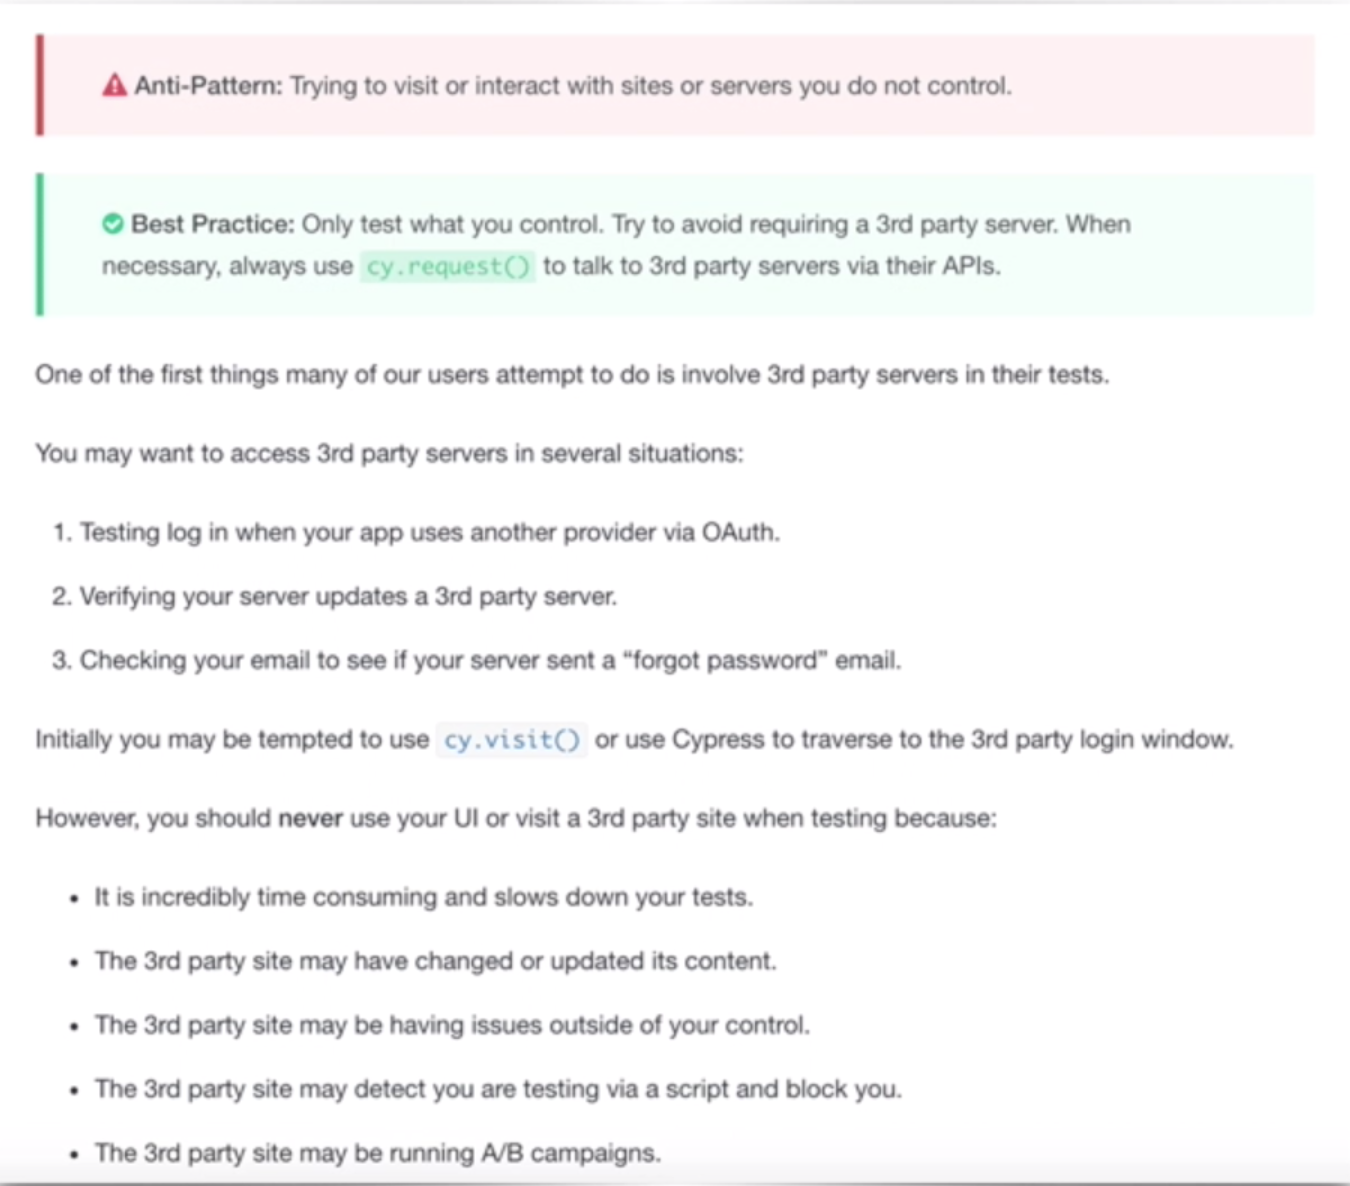 Anti-Pattern: Trying to visit or interact with sites or servers you do not control.
Best Practice: Only test what you control. Try to avoid requiring a 3rd party server. When
necessary, always use cy.request() to talk to 3rd party servers via their APIs.
One of the first things many of our users attempt to do is involve 3rd party servers in their tests.
You may want to access 3rd party servers in several situations:
1. Testing log in when your app uses another provider via OAuth.
2. Verifying your server updates a 3rd party server.
3. Checking your email to see if your server sent a “forgot password” email.
Initially you may be tempted to use cy.visit() or use Cypress to traverse to the 3rd party login window.
However, you should never use your UI or visit a 3rd party site when testing because:
• It is incredibly time consuming and slows down your tests.
• The 3rd party site may have changed or updated its content.
• The 3rd party site may be having issues outside of your control.
• The 3rd party site may detect you are testing via a script and block you.
• The 3rd party site may be running A/B campaigns.